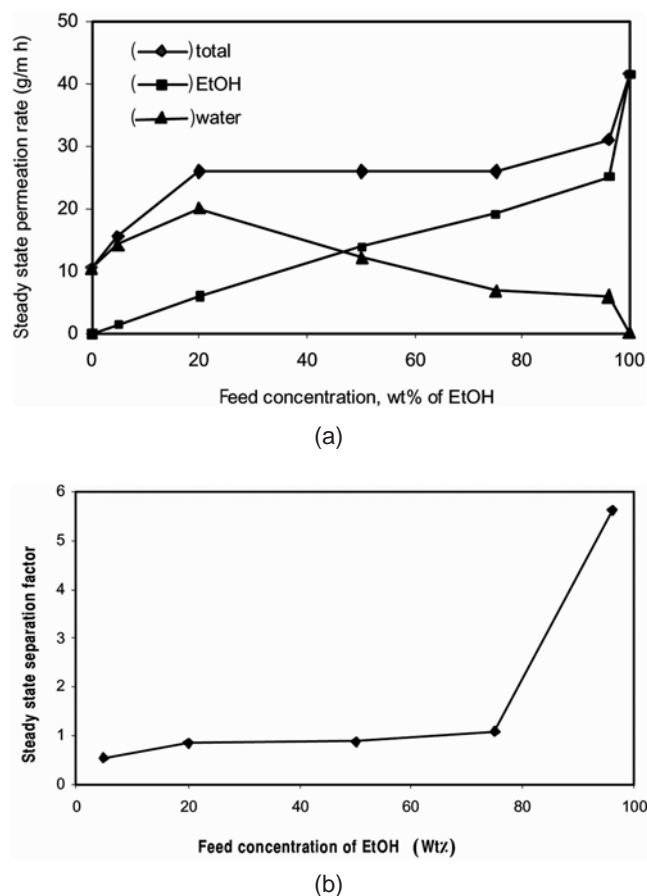 50
40
30
20
10
0
Steady state permeation rate (g/m h)
(—◆—) total
(—■—) EtOH
(—▲—) water
0 20 40 60 80 100
Feed concentration, wt% of EtOH
(a)
6
5
4
3
2
1
0
Steady state separation factor
0 20 40 60 80 100
Feed concentration of EtOH (Wt%)
(b)